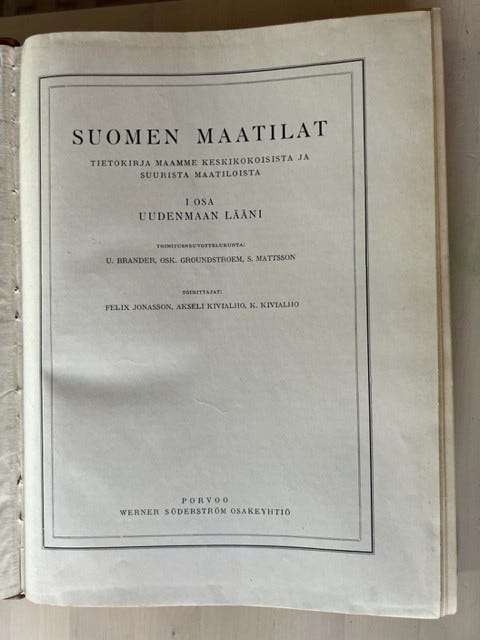 SUOMEN MAATILAT
TIETOKIRJA MAAMME KESKIKOKOISISTA JA
SUURISTA MAATILOISTA
I OSA
UUDENMAAN LÄÄNI
TOIMITUSNEUVOTTELUKUNTA:
U. BRANDER, OSK. GROUNDSTROEM, S. MATTSSON
TOIMITTAJAT:
FELIX JONASSON, AKSELI KIVIALHO, K. KIVIALHO
PORVOO
WERNER SÖDERSTRÖM OSAKEYHTIÖ